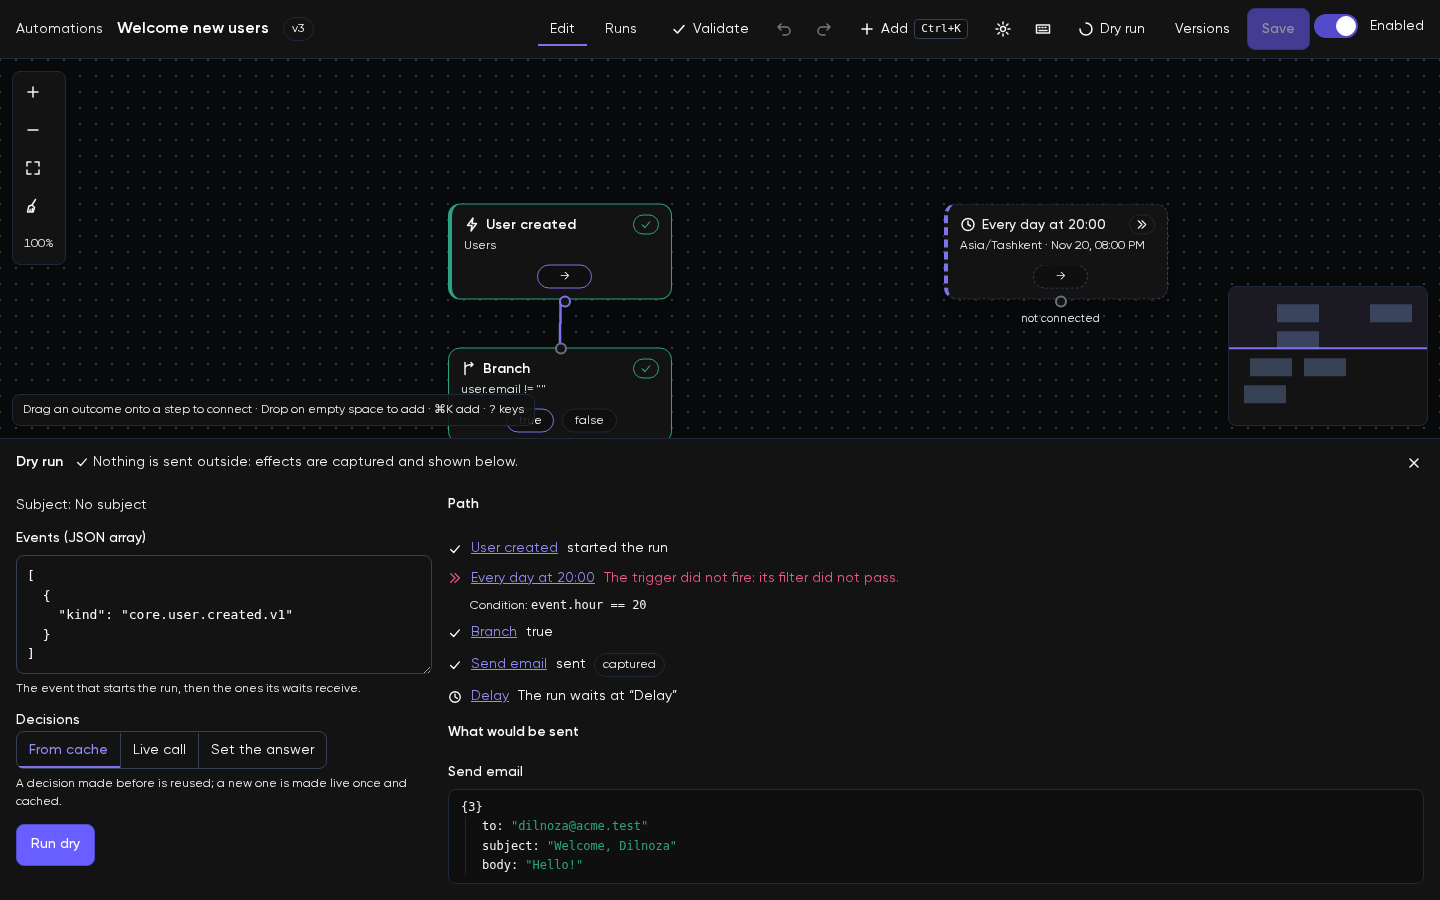 Automations Welcome new users v3 Edit Runs Validate Add Ctrl+K Dry run Versions Save Enabled
100%
User created
Users
→
Every day at 20:00
Asia/Tashkent · Nov 20, 08:00 PM
→
not connected
Branch
user.email != ""
true false
Drag an outcome onto a step to connect · Drop on empty space to add · ⌘K add · ? keys
Dry run Nothing is sent outside: effects are captured and shown below.
Subject: No subject
Events (JSON array)
[
{
"kind": "core.user.created.v1"
}
]
The event that starts the run, then the ones its waits receive.
Decisions
From cache Live call Set the answer
A decision made before is reused; a new one is made live once and
cached.
Run dry
Path
User created started the run
Every day at 20:00 The trigger did not fire: its filter did not pass.
Condition: event.hour == 20
Branch true
Send email sent captured
Delay The run waits at “Delay”
What would be sent
Send email
{3}
to: "dilnoza@acme.test"
subject: "Welcome, Dilnoza"
body: "Hello!"